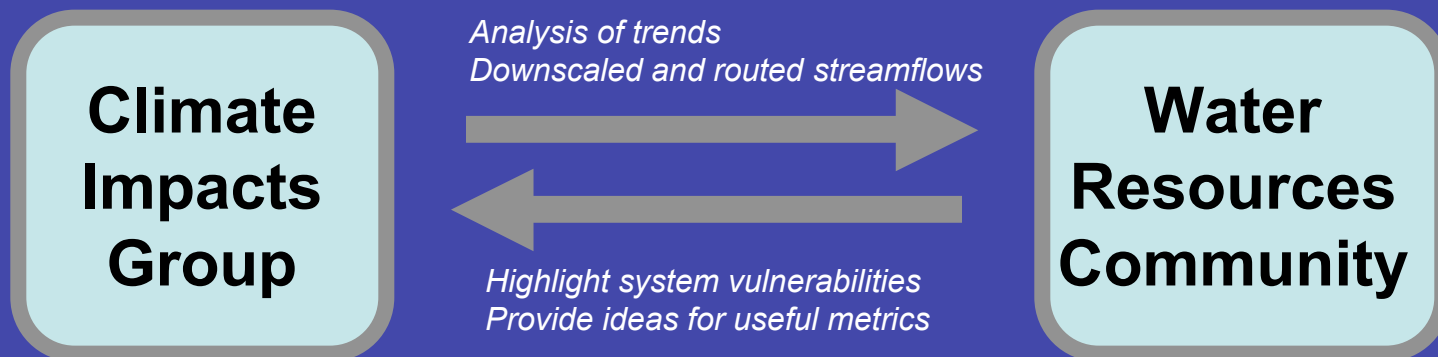 Climate
Impacts
Group
Analysis of trends
Downscaled and routed streamflows
Highlight system vulnerabilities
Provide ideas for useful metrics
Water
Resources
Community